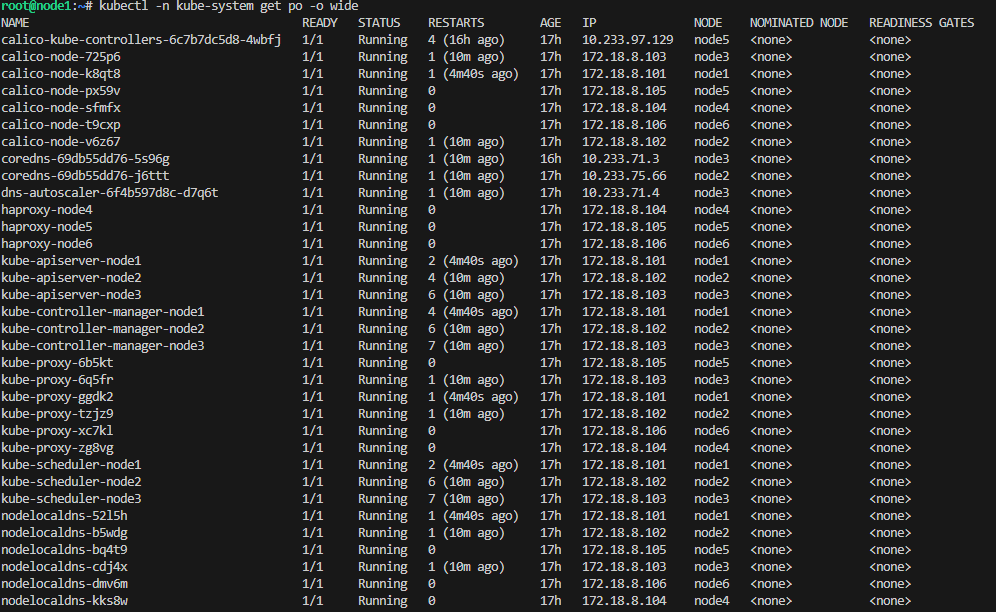 root@node1:~# kubectl -n kube-system get po -o wide
NAME READY STATUS RESTARTS AGE IP NODE NOMINATED NODE READINESS GATES
calico-kube-controllers-6c7b7dc5d8-4wbfj 1/1 Running 4 (16h ago) 17h 10.233.97.129 node5 <none> <none>
calico-node-725p6 1/1 Running 1 (10m ago) 17h 172.18.8.103 node3 <none> <none>
calico-node-k8qt8 1/1 Running 1 (4m40s ago) 17h 172.18.8.101 node1 <none> <none>
calico-node-px59v 1/1 Running 0 17h 172.18.8.105 node5 <none> <none>
calico-node-sfmfx 1/1 Running 0 17h 172.18.8.104 node4 <none> <none>
calico-node-t9cxp 1/1 Running 0 17h 172.18.8.106 node6 <none> <none>
calico-node-v6z67 1/1 Running 1 (10m ago) 17h 172.18.8.102 node2 <none> <none>
coredns-69db55dd76-5s96g 1/1 Running 1 (10m ago) 16h 10.233.71.3 node3 <none> <none>
coredns-69db55dd76-j6ttt 1/1 Running 1 (10m ago) 17h 10.233.75.66 node2 <none> <none>
dns-autoscaler-6f4b597d8c-d7q6t 1/1 Running 1 (10m ago) 17h 10.233.71.4 node3 <none> <none>
haproxy-node4 1/1 Running 0 17h 172.18.8.104 node4 <none> <none>
haproxy-node5 1/1 Running 0 17h 172.18.8.105 node5 <none> <none>
haproxy-node6 1/1 Running 0 17h 172.18.8.106 node6 <none> <none>
kube-apiserver-node1 1/1 Running 2 (4m40s ago) 17h 172.18.8.101 node1 <none> <none>
kube-apiserver-node2 1/1 Running 4 (10m ago) 17h 172.18.8.102 node2 <none> <none>
kube-apiserver-node3 1/1 Running 6 (10m ago) 17h 172.18.8.103 node3 <none> <none>
kube-controller-manager-node1 1/1 Running 4 (4m40s ago) 17h 172.18.8.101 node1 <none> <none>
kube-controller-manager-node2 1/1 Running 6 (10m ago) 17h 172.18.8.102 node2 <none> <none>
kube-controller-manager-node3 1/1 Running 7 (10m ago) 17h 172.18.8.103 node3 <none> <none>
kube-proxy-6b5kt 1/1 Running 0 17h 172.18.8.105 node5 <none> <none>
kube-proxy-6q5fr 1/1 Running 1 (10m ago) 17h 172.18.8.103 node3 <none> <none>
kube-proxy-ggdk2 1/1 Running 1 (4m40s ago) 17h 172.18.8.101 node1 <none> <none>
kube-proxy-tzjz9 1/1 Running 1 (10m ago) 17h 172.18.8.102 node2 <none> <none>
kube-proxy-xc7kl 1/1 Running 0 17h 172.18.8.106 node6 <none> <none>
kube-proxy-zg8vg 1/1 Running 0 17h 172.18.8.104 node4 <none> <none>
kube-scheduler-node1 1/1 Running 2 (4m40s ago) 17h 172.18.8.101 node1 <none> <none>
kube-scheduler-node2 1/1 Running 6 (10m ago) 17h 172.18.8.102 node2 <none> <none>
kube-scheduler-node3 1/1 Running 7 (10m ago) 17h 172.18.8.103 node3 <none> <none>
nodelocaldns-52l5h 1/1 Running 1 (4m40s ago) 17h 172.18.8.101 node1 <none> <none>
nodelocaldns-b5wdg 1/1 Running 1 (10m ago) 17h 172.18.8.102 node2 <none> <none>
nodelocaldns-bq4t9 1/1 Running 0 17h 172.18.8.105 node5 <none> <none>
nodelocaldns-cdj4x 1/1 Running 1 (10m ago) 17h 172.18.8.103 node3 <none> <none>
nodelocaldns-dmv6m 1/1 Running 0 17h 172.18.8.106 node6 <none> <none>
nodelocaldns-kks8w 1/1 Running 0 17h 172.18.8.104 node4 <none> <none>